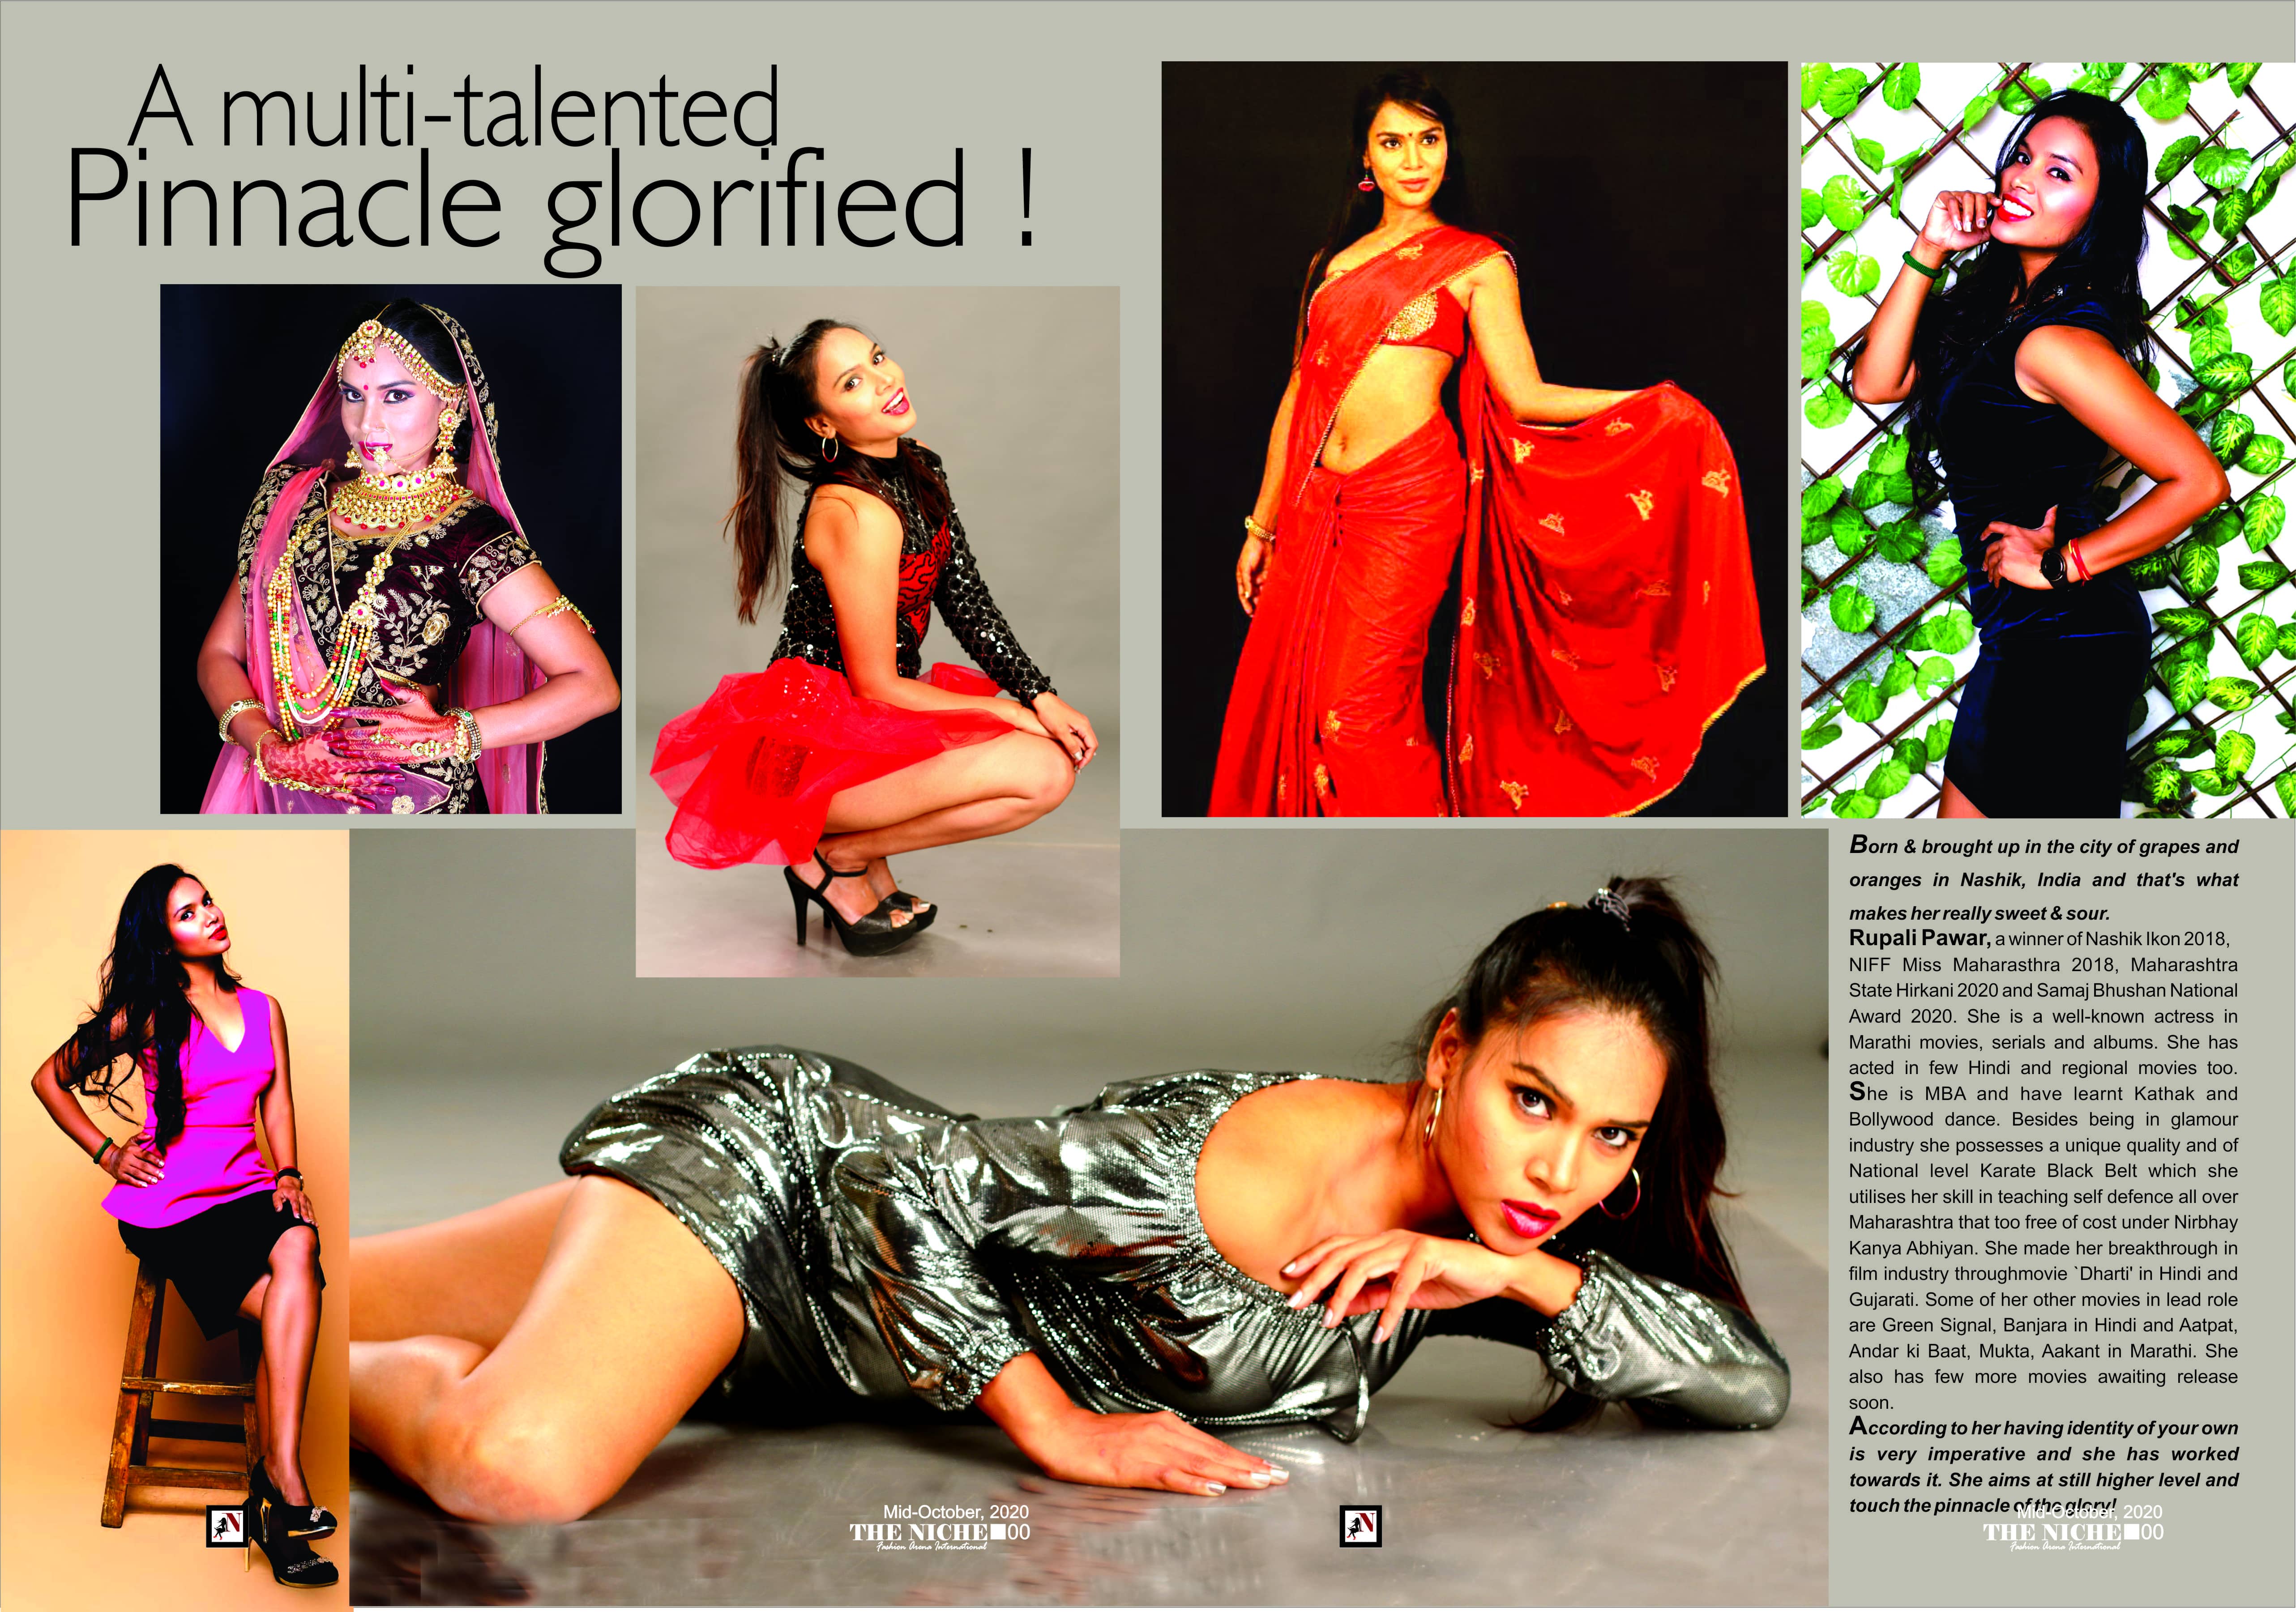 A multi-talented
Pinnacle glorified !
Born & brought up in the city of grapes and
oranges in Nashik, India and that's what
makes her really sweet & sour.
Rupali Pawar, a winner of Nashik Ikon 2018,
NIFF Miss Maharasthra 2018, Maharashtra
State Hirkani 2020 and Samaj Bhushan National
Award 2020. She is a well-known actress in
Marathi movies, serials and albums. She has
acted in few Hindi and regional movies too.
She is MBA and have learnt Kathak and
Bollywood dance. Besides being in glamour
industry she possesses a unique quality and of
National level Karate Black Belt which she
utilises her skill in teaching self defence all over
Maharashtra that too free of cost under Nirbhay
Kanya Abhiyan. She made her breakthrough in
film industry throughmovie `Dharti' in Hindi and
Gujarati. Some of her other movies in lead role
are Green Signal, Banjara in Hindi and Aatpat,
Andar ki Baat, Mukta, Aakant in Marathi. She
also has few more movies awaiting release
soon.
According to her having identity of your own
is very imperative and she has worked
towards it. She aims at still higher level and
touch the pinnacle of the glory!
N
Mid-October, 2020
THE NICHE■00
Fashion Arena International
N
Mid-October, 2020
THE NICHE■00
Fashion Arena International